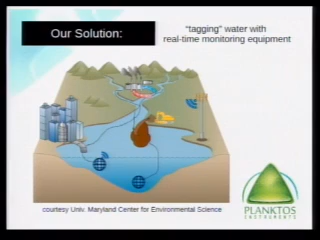 Our Solution:
"tagging" water with
real-time monitoring equipment
courtesy Univ. Maryland Center for Environmental Science
PLANKTOS
INSTRUMENTS